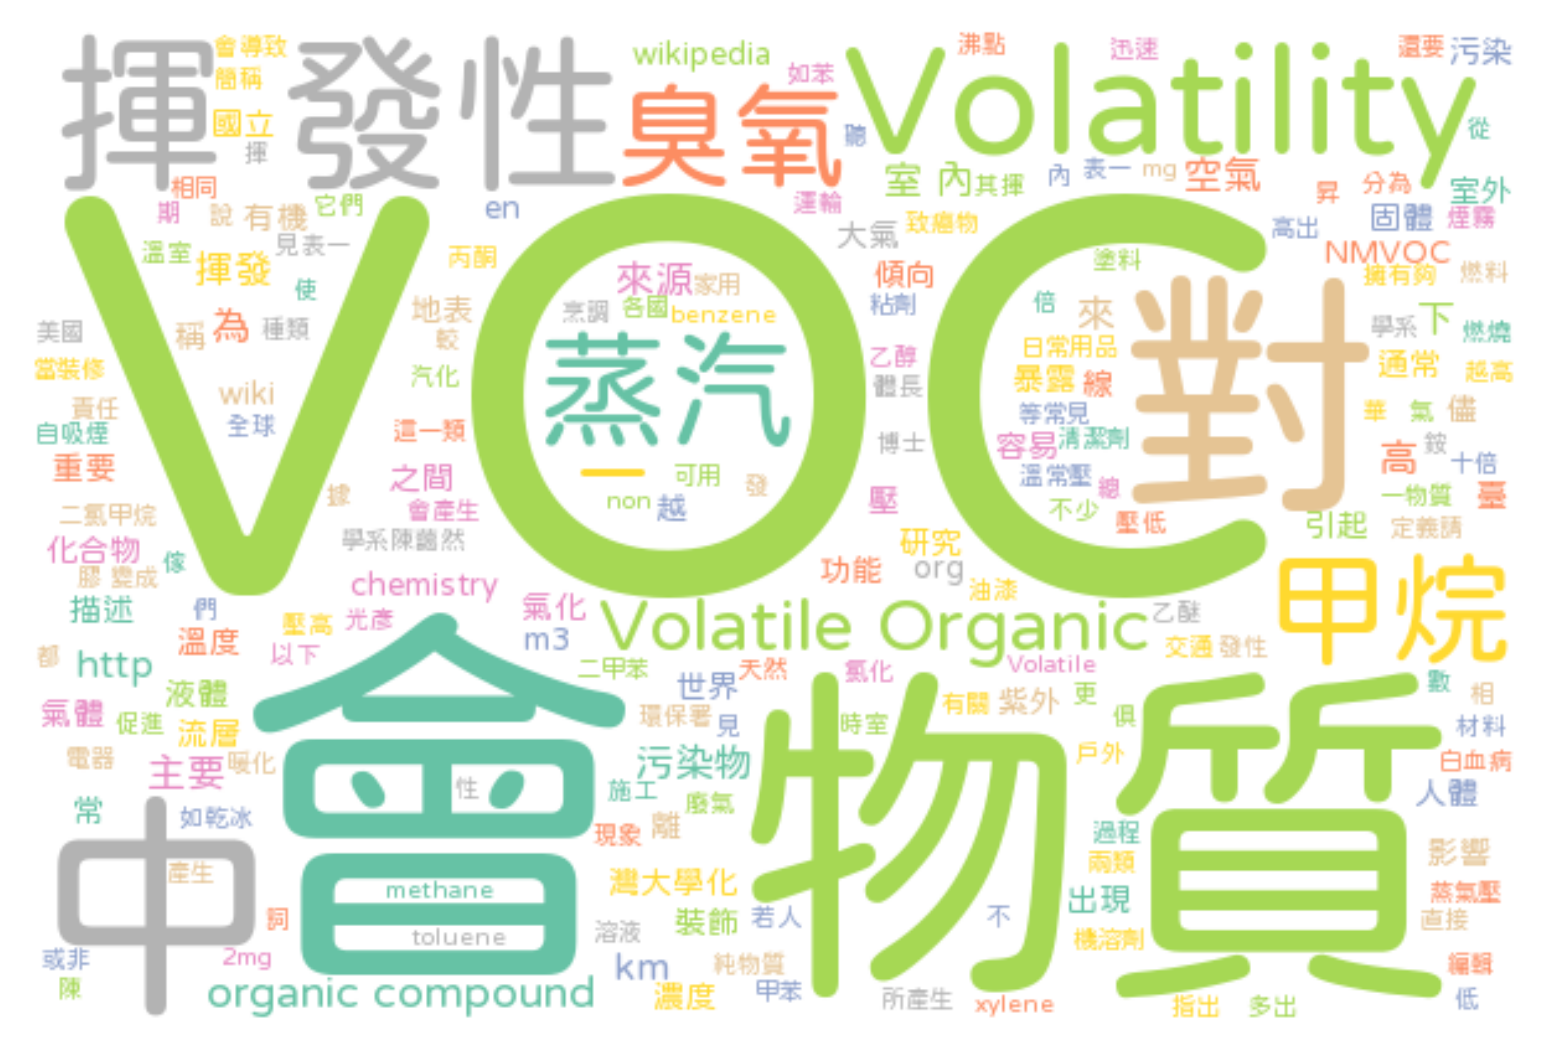 會導致
揮發性
wikipedia
沸點
迅速
還要
污染
簡稱
如苯
Volatility
臭氧
國立
揮
聽
從
相同
室
內
其揮
內
表一
mg
空氣
分為
室外
昇
期
說
有機
它們
en
運輪
大氣
致癌物
高出
固體
煙霧
VOC
溫室
揮發
見表一
丙酮
來源
家用
傾向
塗料
NMVOC
擁有夠
燃料
使
地表
烹調
各國
benzene
粘劑
倍
來
對
學系
下
燃燒
美國
稱
為
種類
較
蒸汽
乙醇
日常用品
通常
越高
當裝修
wiki
汽化
體長
暴露
線
責任
全球
等常見
華
氣
儘
自吸煙
這一類
博士
容易
清潔劑
高
銨
十倍
重要
之間
一
可用
發
溫常壓
總
一物質
臺
據
會產生
non
越
壓
不少
壓低
引起
定義請
二氯甲烷
化合物
學系陳藹然
研究
膠
變成
傢
chemistry
功能
org
油漆
甲烷
描述
們
壓高
光彥
氣化
m3
Volatile Organic
乙醚
溫度
以下
交通
發性
都
http
二甲苯
天然
氯化
Volatile
液體
會
世界
有關
紫外
更
數
相
氣體
促進
流層
環保署
見
時室
俱
材料
物質
電器
主要
暖化
性
污染物
戶外
白血病
常
如乾冰
施工
廢氣
人體
中
現象
離
過程
影響
產生
methane
灣大學化
兩類
蒸氣壓
詞
toluene
溶液
裝飾
若人
不
出現
直接
或非
2mg
km
純物質
機溶劑
編輯
陳
organic compound
濃度
甲苯
所產生
xylene
指出
多出
低